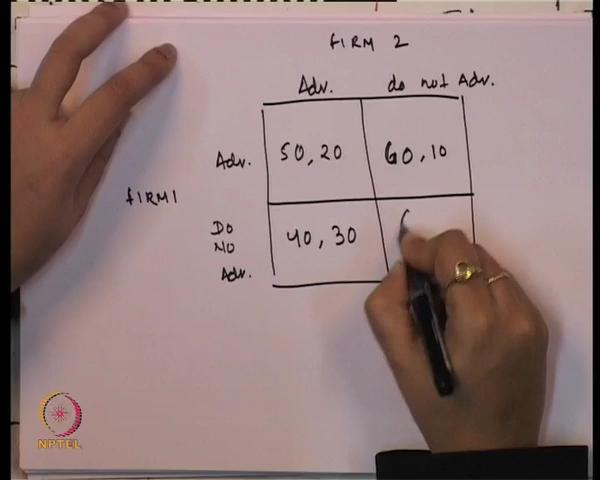 FIRM 2
Adv. do not Adv.
Adv. 50, 20 60, 10
FIRM 1
DO
NO
Adv.
40, 30
NPTEL